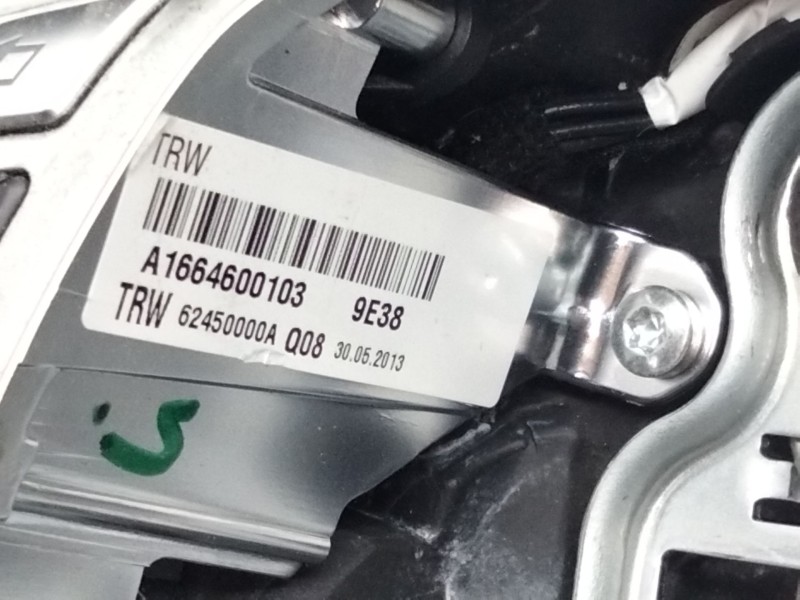 TRW
A1664600103 9E38
TRW 62450000A Q08 30.05.2013